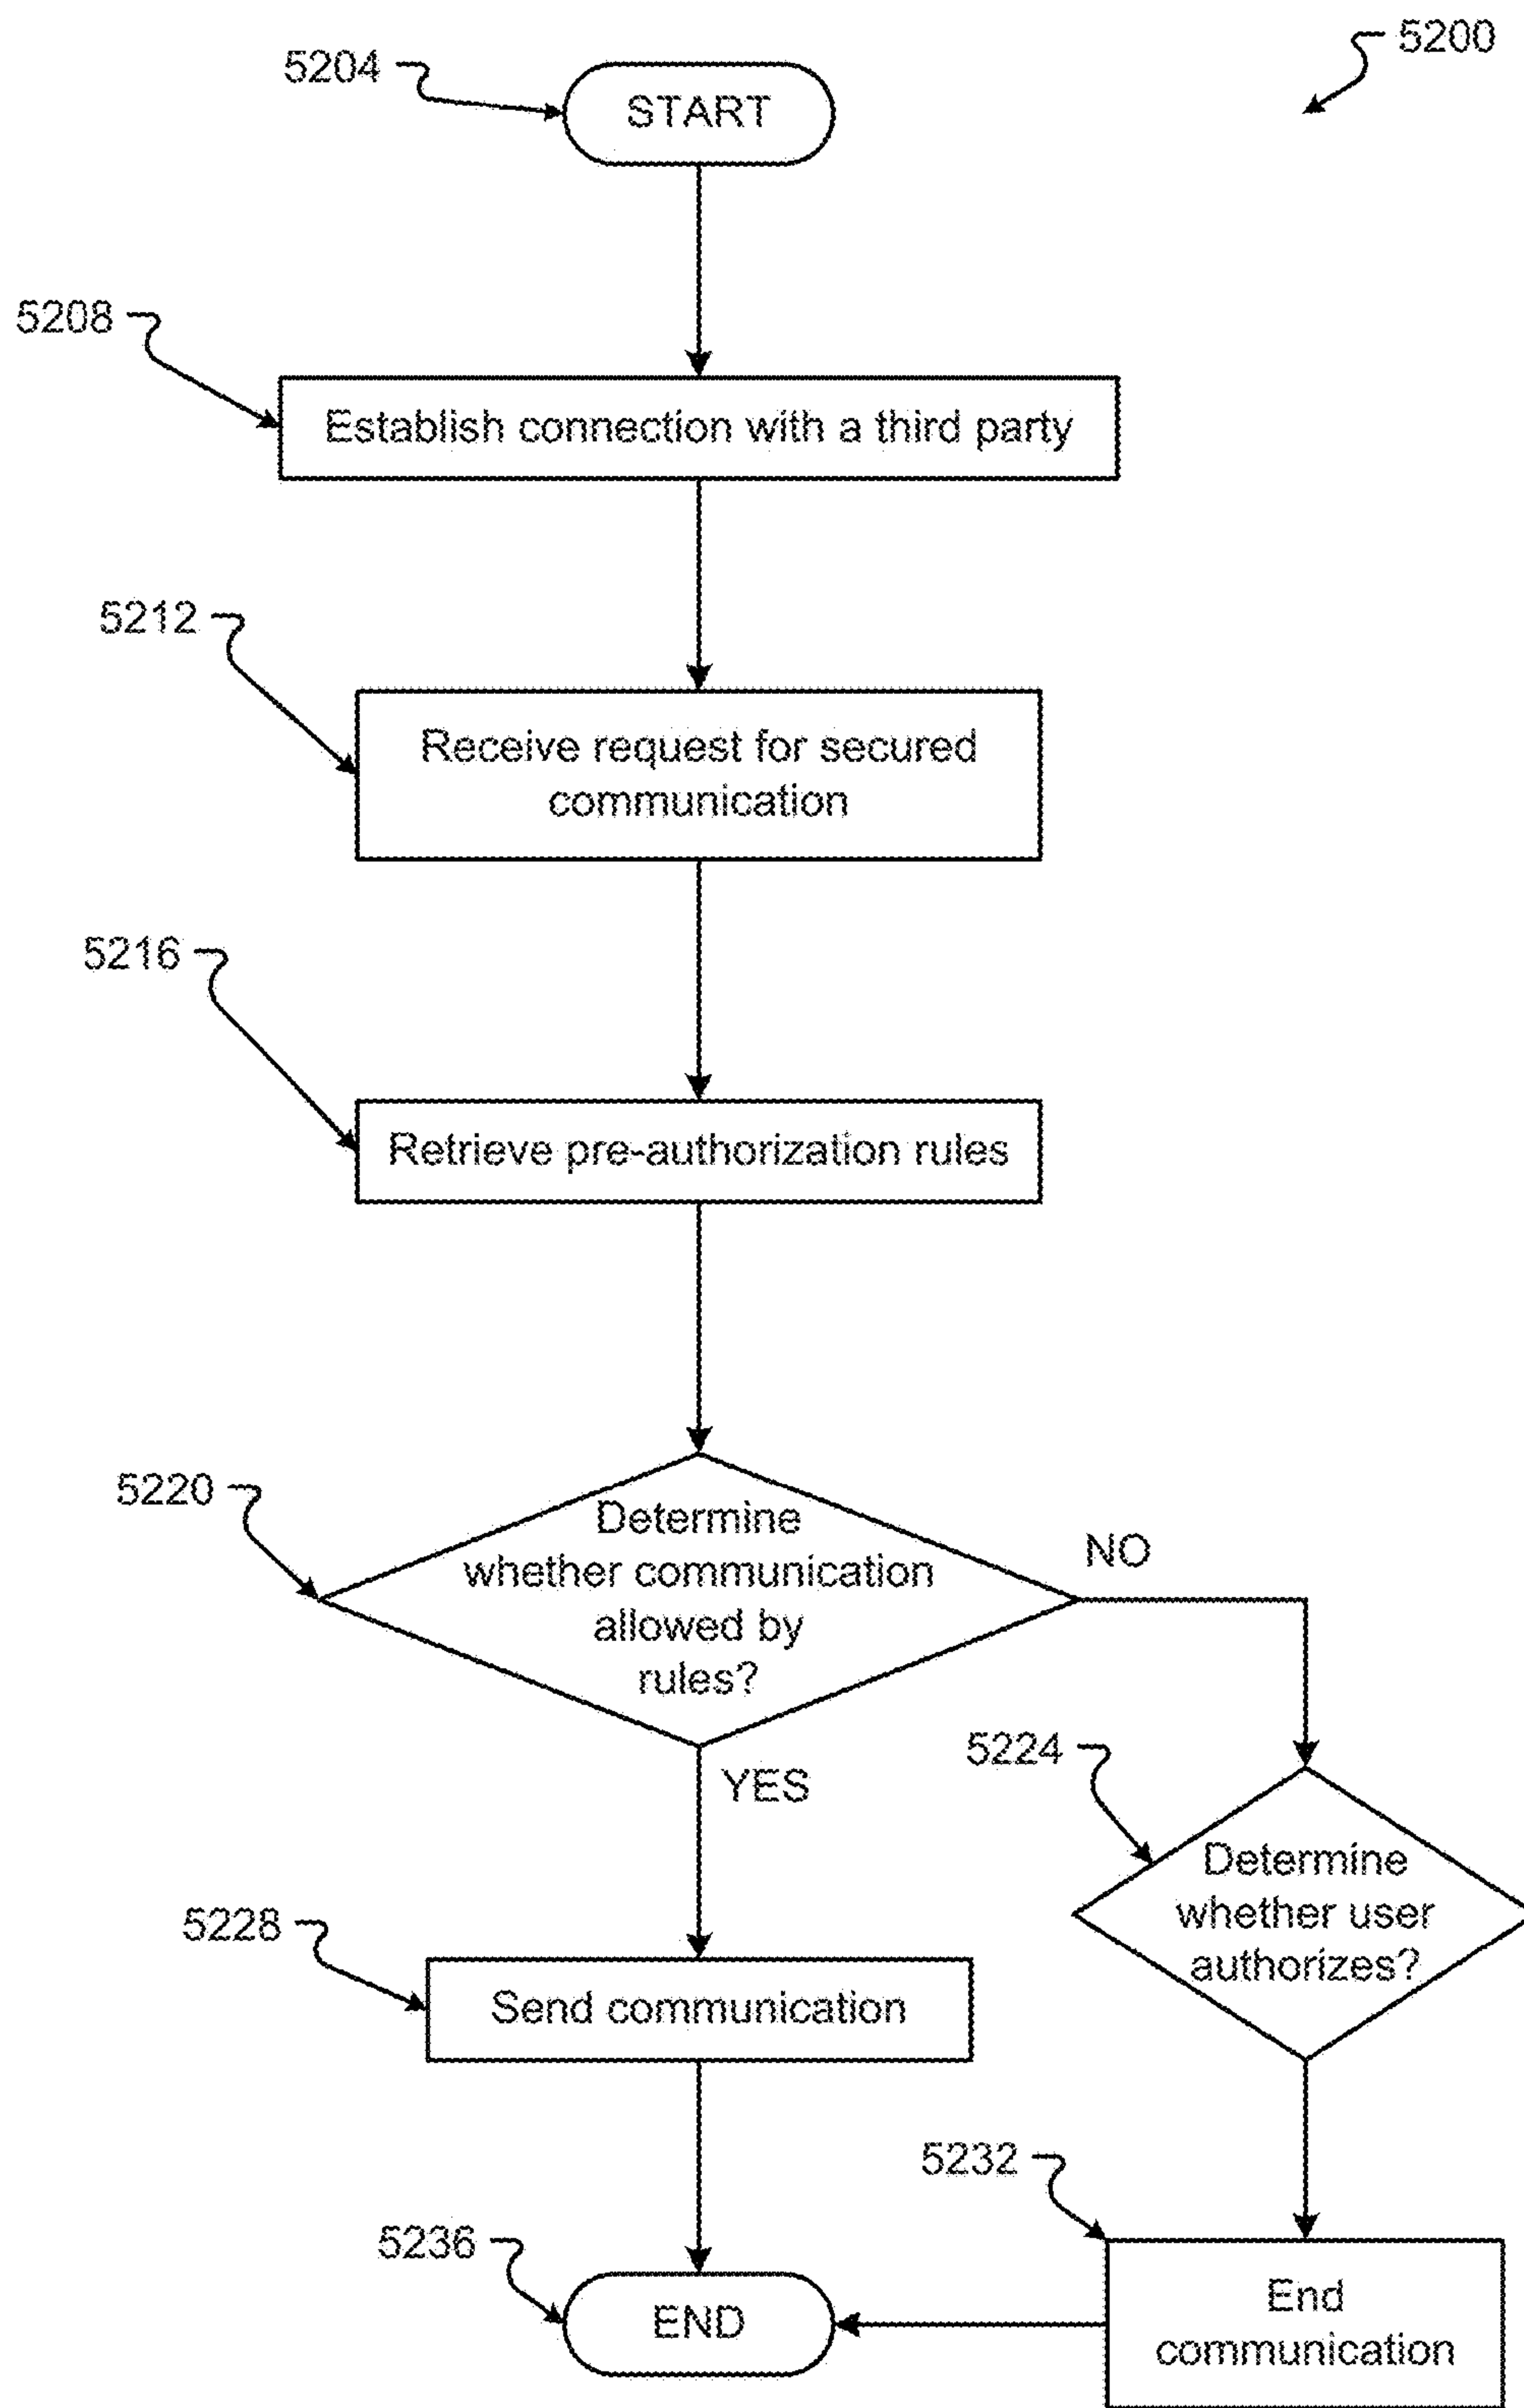 5200
5204
START
5208
Establish connection with a third party
5212
Receive request for secured
communication
5216
Retrieve pre-authorization rules
5220
Determine
whether communication
allowed by
rules?
NO
YES
5224
Determine
whether user
authorizes?
5228
Send communication
5232
End
communication
5236
END